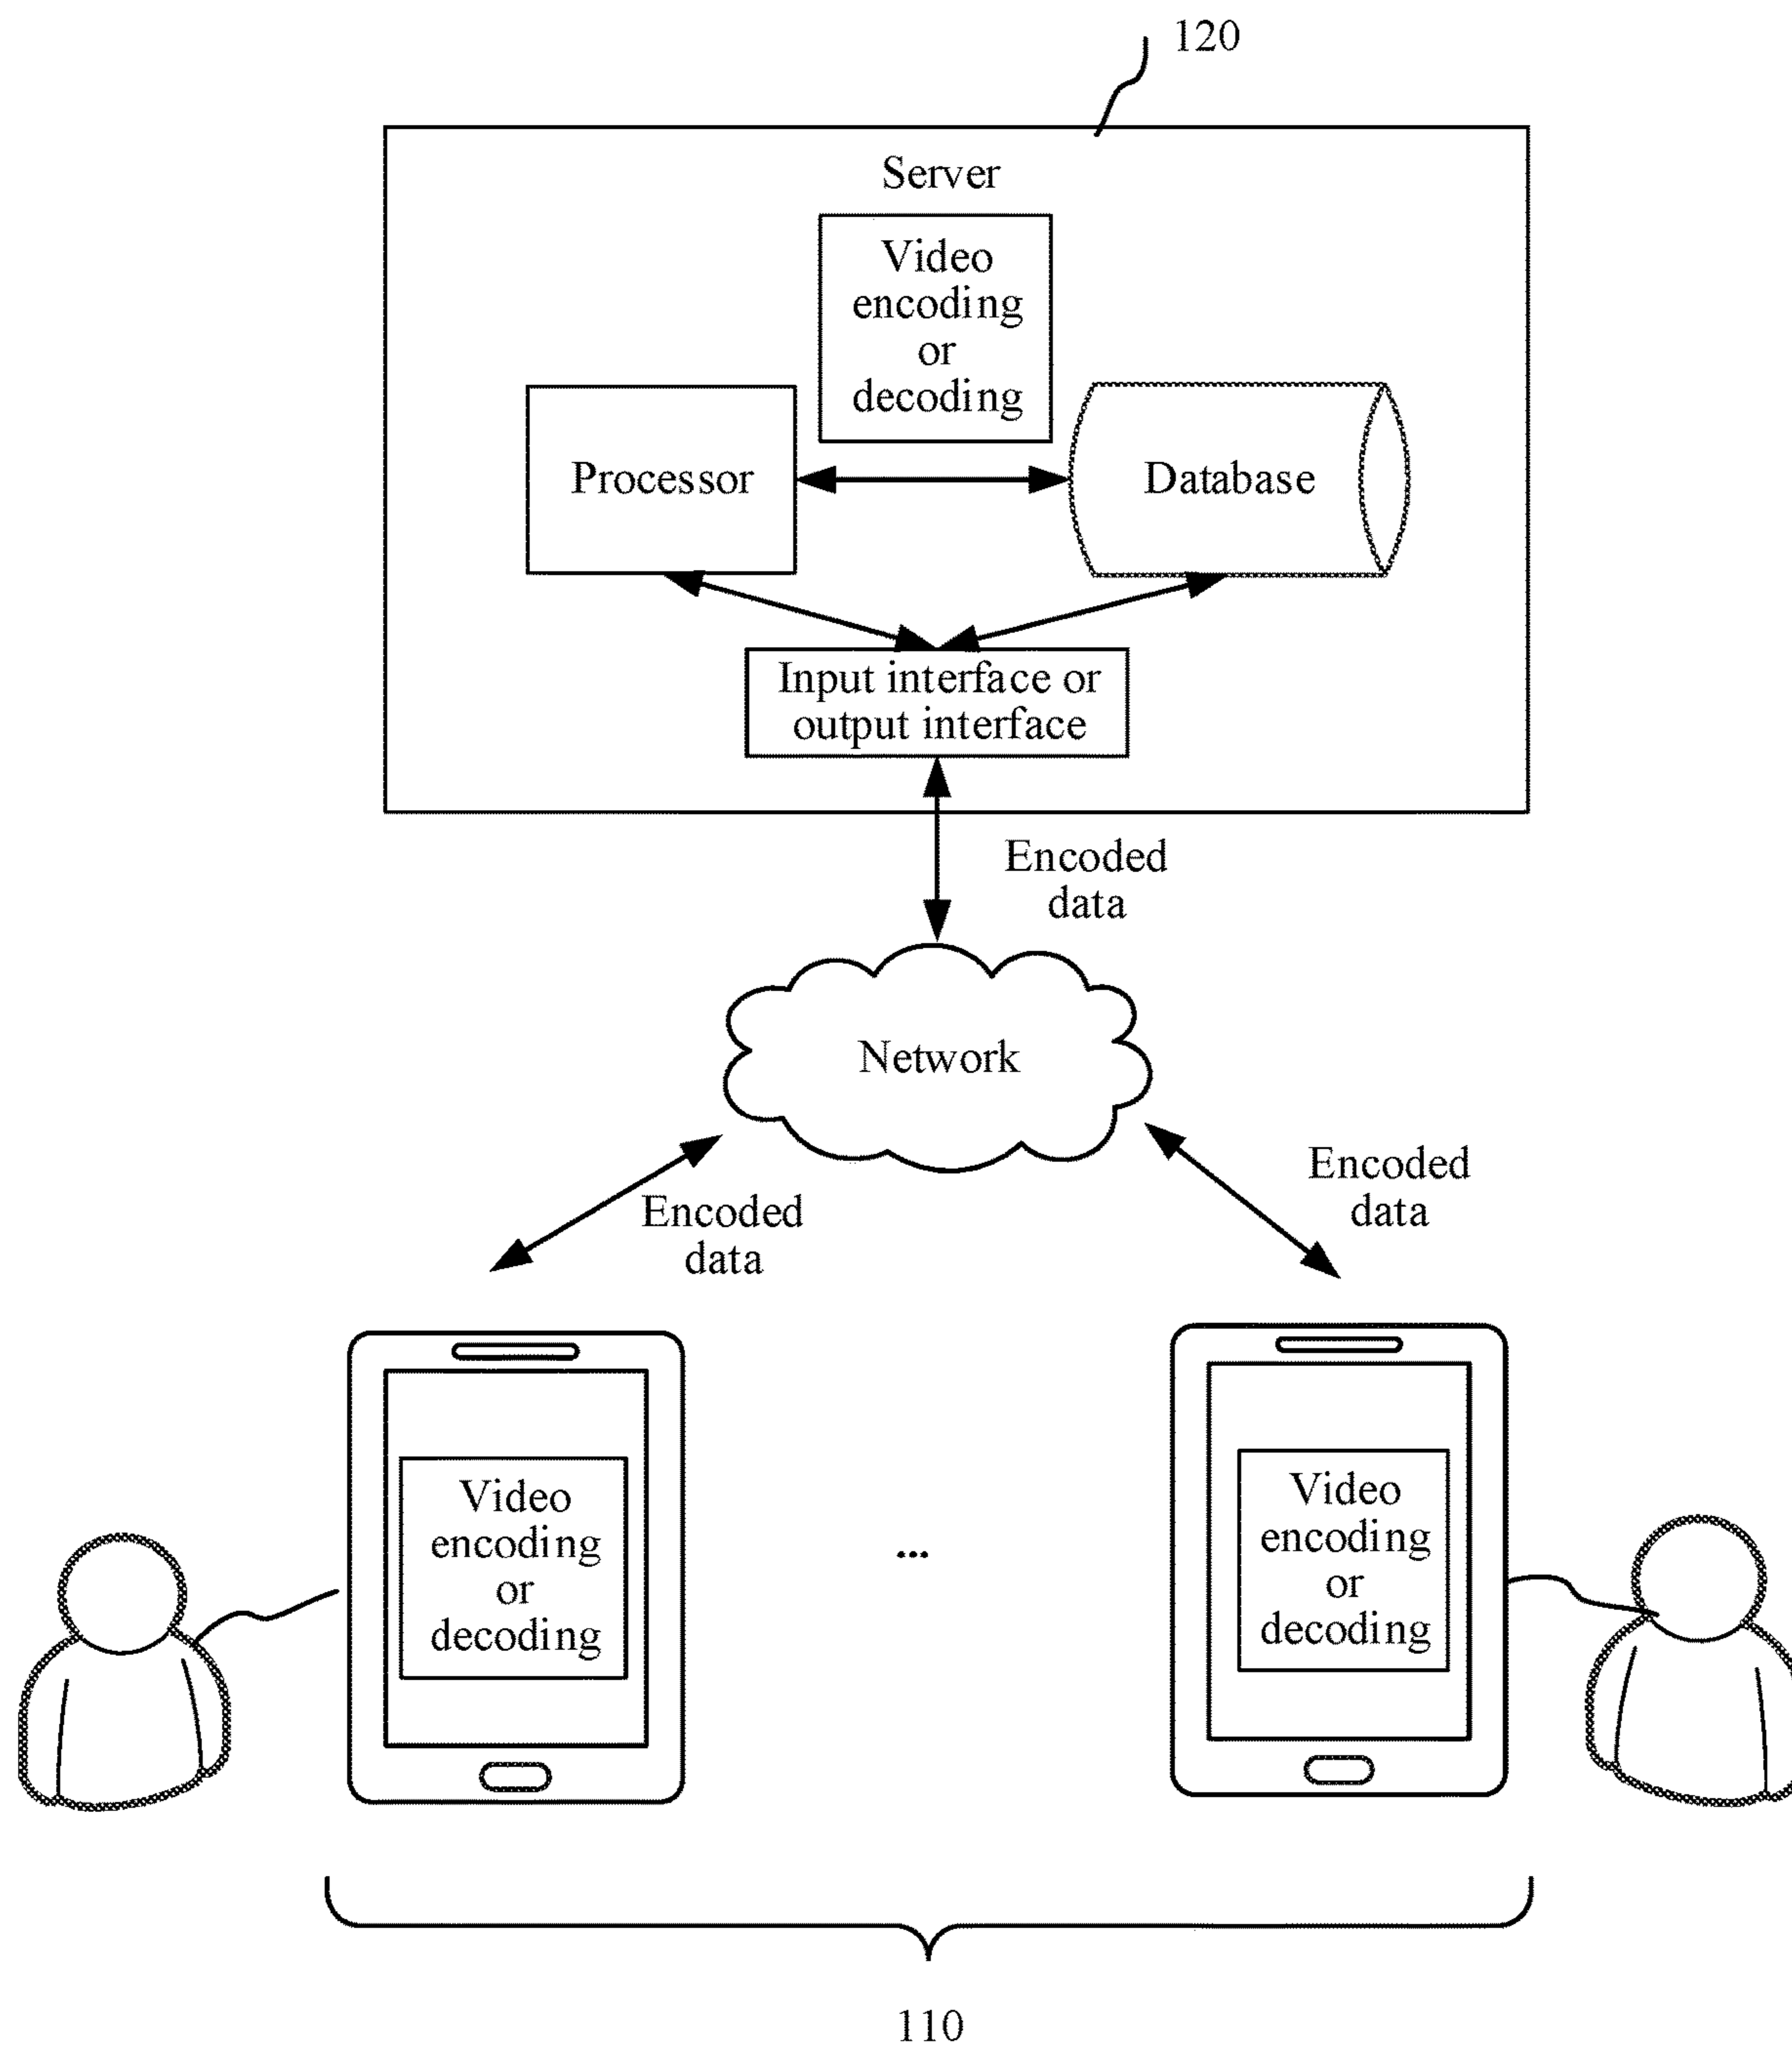 120
Server
Video
encoding
or
decoding
Processor
Database
Input interface or
output interface
Encoded
data
Network
Encoded
data
Encoded
data
Video
encoding
or
decoding
...
Video
encoding
or
decoding
110